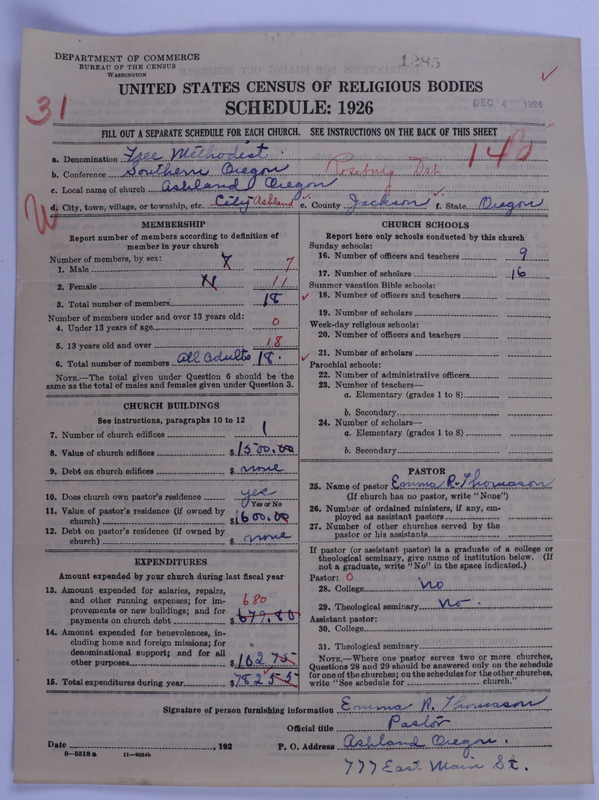 DEPARTMENT OF COMMERCE
BUREAU OF THE CENSUS
WASHINGTON
1285
UNITED STATES CENSUS OF RELIGIOUS BODIES
SCHEDULE: 1926
DEC 4 1926
31
FILL OUT A SEPARATE SCHEDULE FOR EACH CHURCH. SEE INSTRUCTIONS ON THE BACK OF THIS SHEET
a. Denomination Free Methodist
b. Conference Southern Oregon Roseburg Dist
c. Local name of church Ashland Oregon
d. City, town, village, or township, etc. City Ashland e. County Jackson f. State Oregon
W
MEMBERSHIP
Report number of members according to definition of
member in your church
Number of members, by sex:
1. Male 7 7
2. Female 11 11
3. Total number of members 18
Number of members under and over 13 years old:
4. Under 13 years of age 0
5. 13 years old and over 18
6. Total number of members all adults 18.
NOTE.—The total given under Question 6 should be the
same as the total of males and females given under Question 3.
CHURCH BUILDINGS
See instructions, paragraphs 10 to 12
7. Number of church edifices 1
8. Value of church edifices $ 1500.00
9. Debt on church edifices $ none
10. Does church own pastor's residence yes
Yes or No
11. Value of pastor's residence (if owned by
church) $ 1600.00
12. Debt on pastor's residence (if owned by
church) $ none
EXPENDITURES
Amount expended by your church during last fiscal year
13. Amount expended for salaries, repairs,
and other running expenses; for im-
provements or new buildings; and for
payments on church debt 680 $ 679.80
14. Amount expended for benevolences, in-
cluding home and foreign missions; for
denominational support; and for all
other purposes $ 102 75
15. Total expenditures during year $ 782 55
CHURCH SCHOOLS
Report here only schools conducted by this church
Sunday schools:
16. Number of officers and teachers 9
17. Number of scholars 16
Summer vacation Bible schools:
18. Number of officers and teachers
19. Number of scholars
Week-day religious schools:
20. Number of officers and teachers
21. Number of scholars
Parochial schools:
22. Number of administrative officers
23. Number of teachers—
a. Elementary (grades 1 to 8)
b. Secondary
24. Number of scholars—
a. Elementary (grades 1 to 8)
b. Secondary
PASTOR
25. Name of pastor Emma R. Thomason
(If church has no pastor, write "None")
26. Number of ordained ministers, if any, em-
ployed as assistant pastors
27. Number of other churches served by the
pastor or his assistants
If pastor (or assistant pastor) is a graduate of a college or
theological seminary, give name of institution below. (If
not a graduate, write "No" in the space indicated.)
Pastor: 0
28. College No
29. Theological seminary No.
Assistant pastor:
30. College
31. Theological seminary
NOTE.—Where one pastor serves two or more churches,
Questions 28 and 29 should be answered only on the schedule
for one of the churches; on the schedules for the other churches,
write "See schedule for church."
Signature of person furnishing information Emma R. Thomason
Official title Pastor
Date , 192 P. O. Address Ashland Oregon.
8—5518 a 777 East Main St.